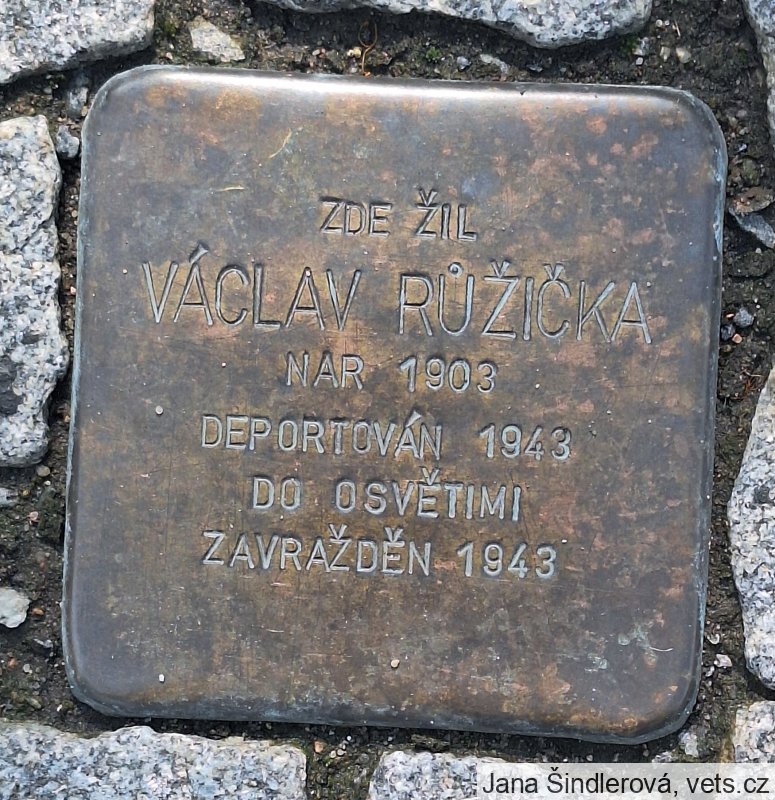 ZDE ŽIL
VÁCLAV RŮŽIČKA
NAR 1903
DEPORTOVÁN 1943
DO OSVĚTIMI
ZAVRAŽDĚN 1943
Jana Šindlerová, vets.cz